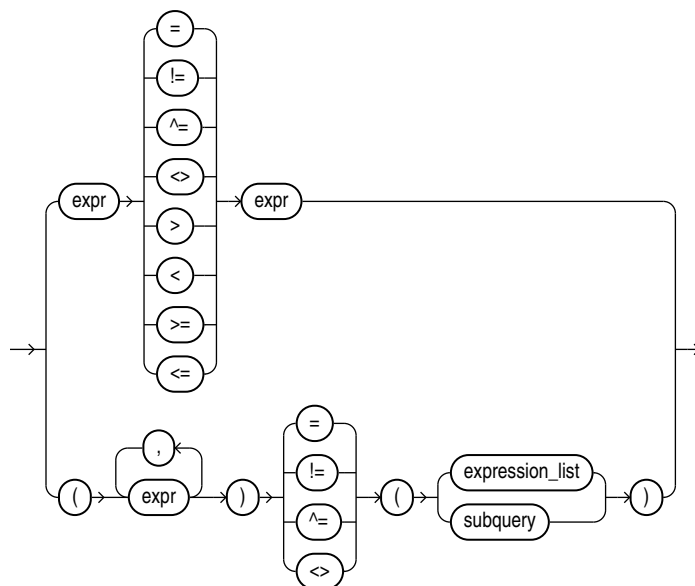 =
!=
^=
<>
expr expr
>
<
>=
<=
=
,
!= expression_list
( expr ) ( )
^= subquery
<>